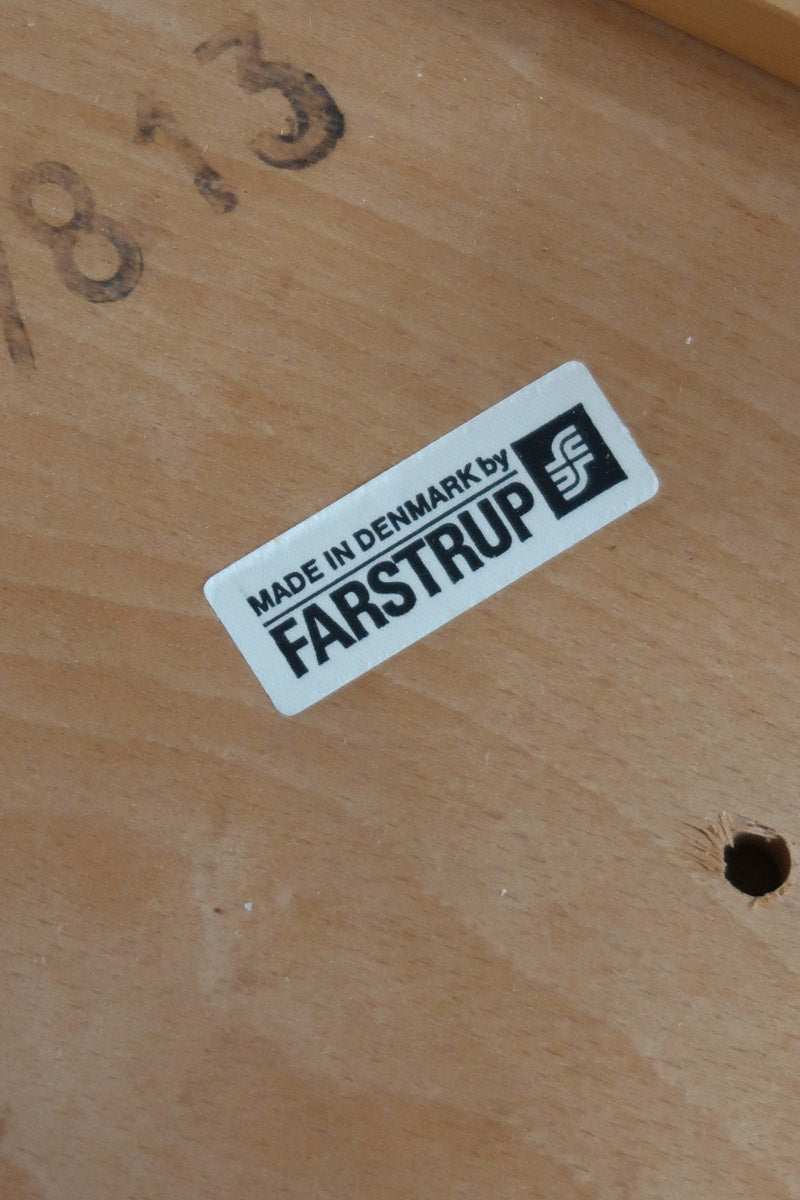 813
MADE IN DENMARK by
FARSTRUP